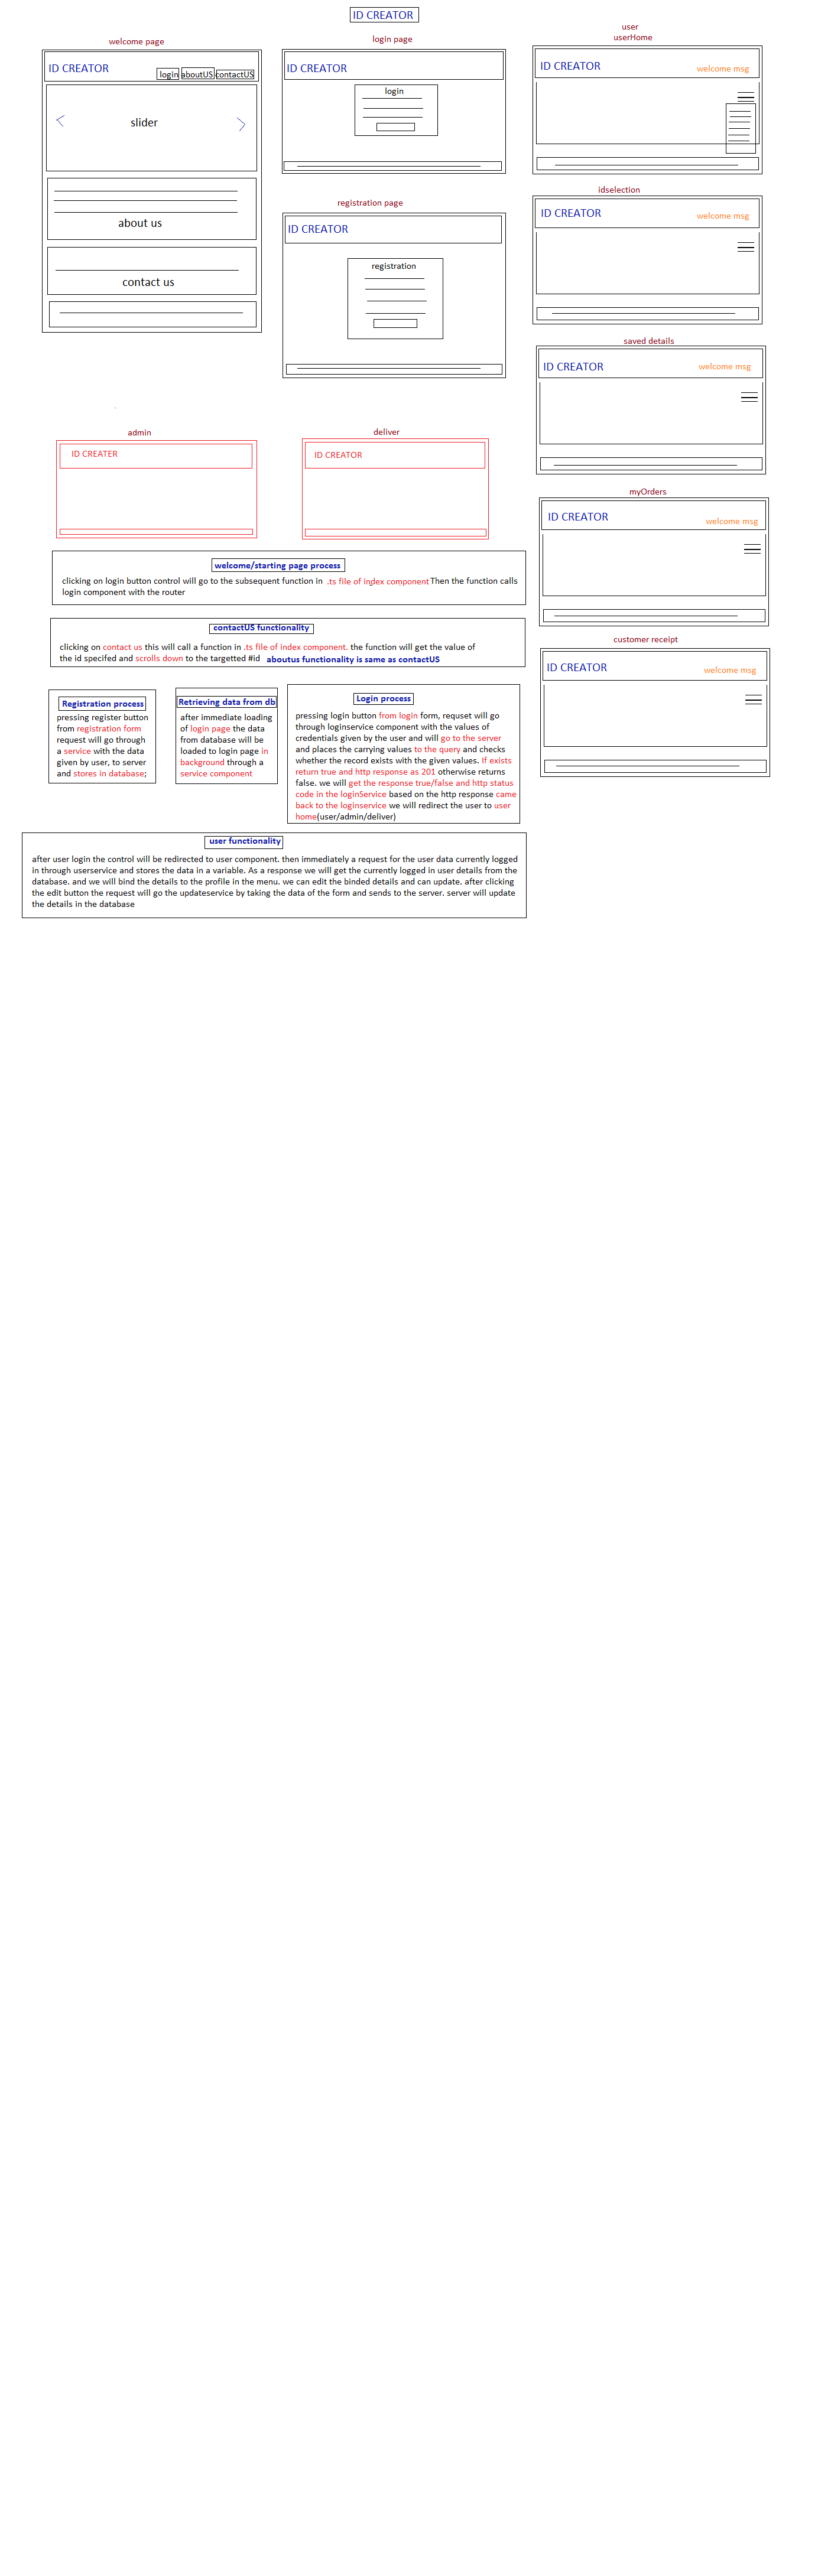 ID CREATOR
welcome page
ID CREATOR
login aboutUS contactUS
slider
about us
contact us
login page
ID CREATOR
login
registration page
ID CREATOR
registration
user
userHome
ID CREATOR
welcome msg
idselection
ID CREATOR
welcome msg
saved details
ID CREATOR
welcome msg
myOrders
ID CREATOR
welcome msg
customer receipt
ID CREATOR
welcome msg
admin
ID CREATER
deliver
ID CREATOR
welcome/starting page process
clicking on login button control will go to the subsequent function in .ts file of index component Then the function calls
login component with the router
contactUS functionality
clicking on contact us this will call a function in .ts file of index component. the function will get the value of
the id specifed and scrolls down to the targetted #id aboutus functionality is same as contactUS
Registration process
pressing register button
from registration form
request will go through
a service with the data
given by user, to server
and stores in database;
Retrieving data from db
after immediate loading
of login page the data
from database will be
loaded to login page in
background through a
service component
Login process
pressing login button from login form, requset will go
through loginservice component with the values of
credentials given by the user and will go to the server
and places the carrying values to the query and checks
whether the record exists with the given values. If exists
return true and http response as 201 otherwise returns
false. we will get the response true/false and http status
code in the loginService based on the http response came
back to the loginservice we will redirect the user to user
home(user/admin/deliver)
user functionality
after user login the control will be redirected to user component. then immediately a request for the user data currently logged
in through userservice and stores the data in a variable. As a response we will get the currently logged in user details from the
database. and we will bind the details to the profile in the menu. we can edit the binded details and can update. after clicking
the edit button the request will go the updateservice by taking the data of the form and sends to the server. server will update
the details in the database